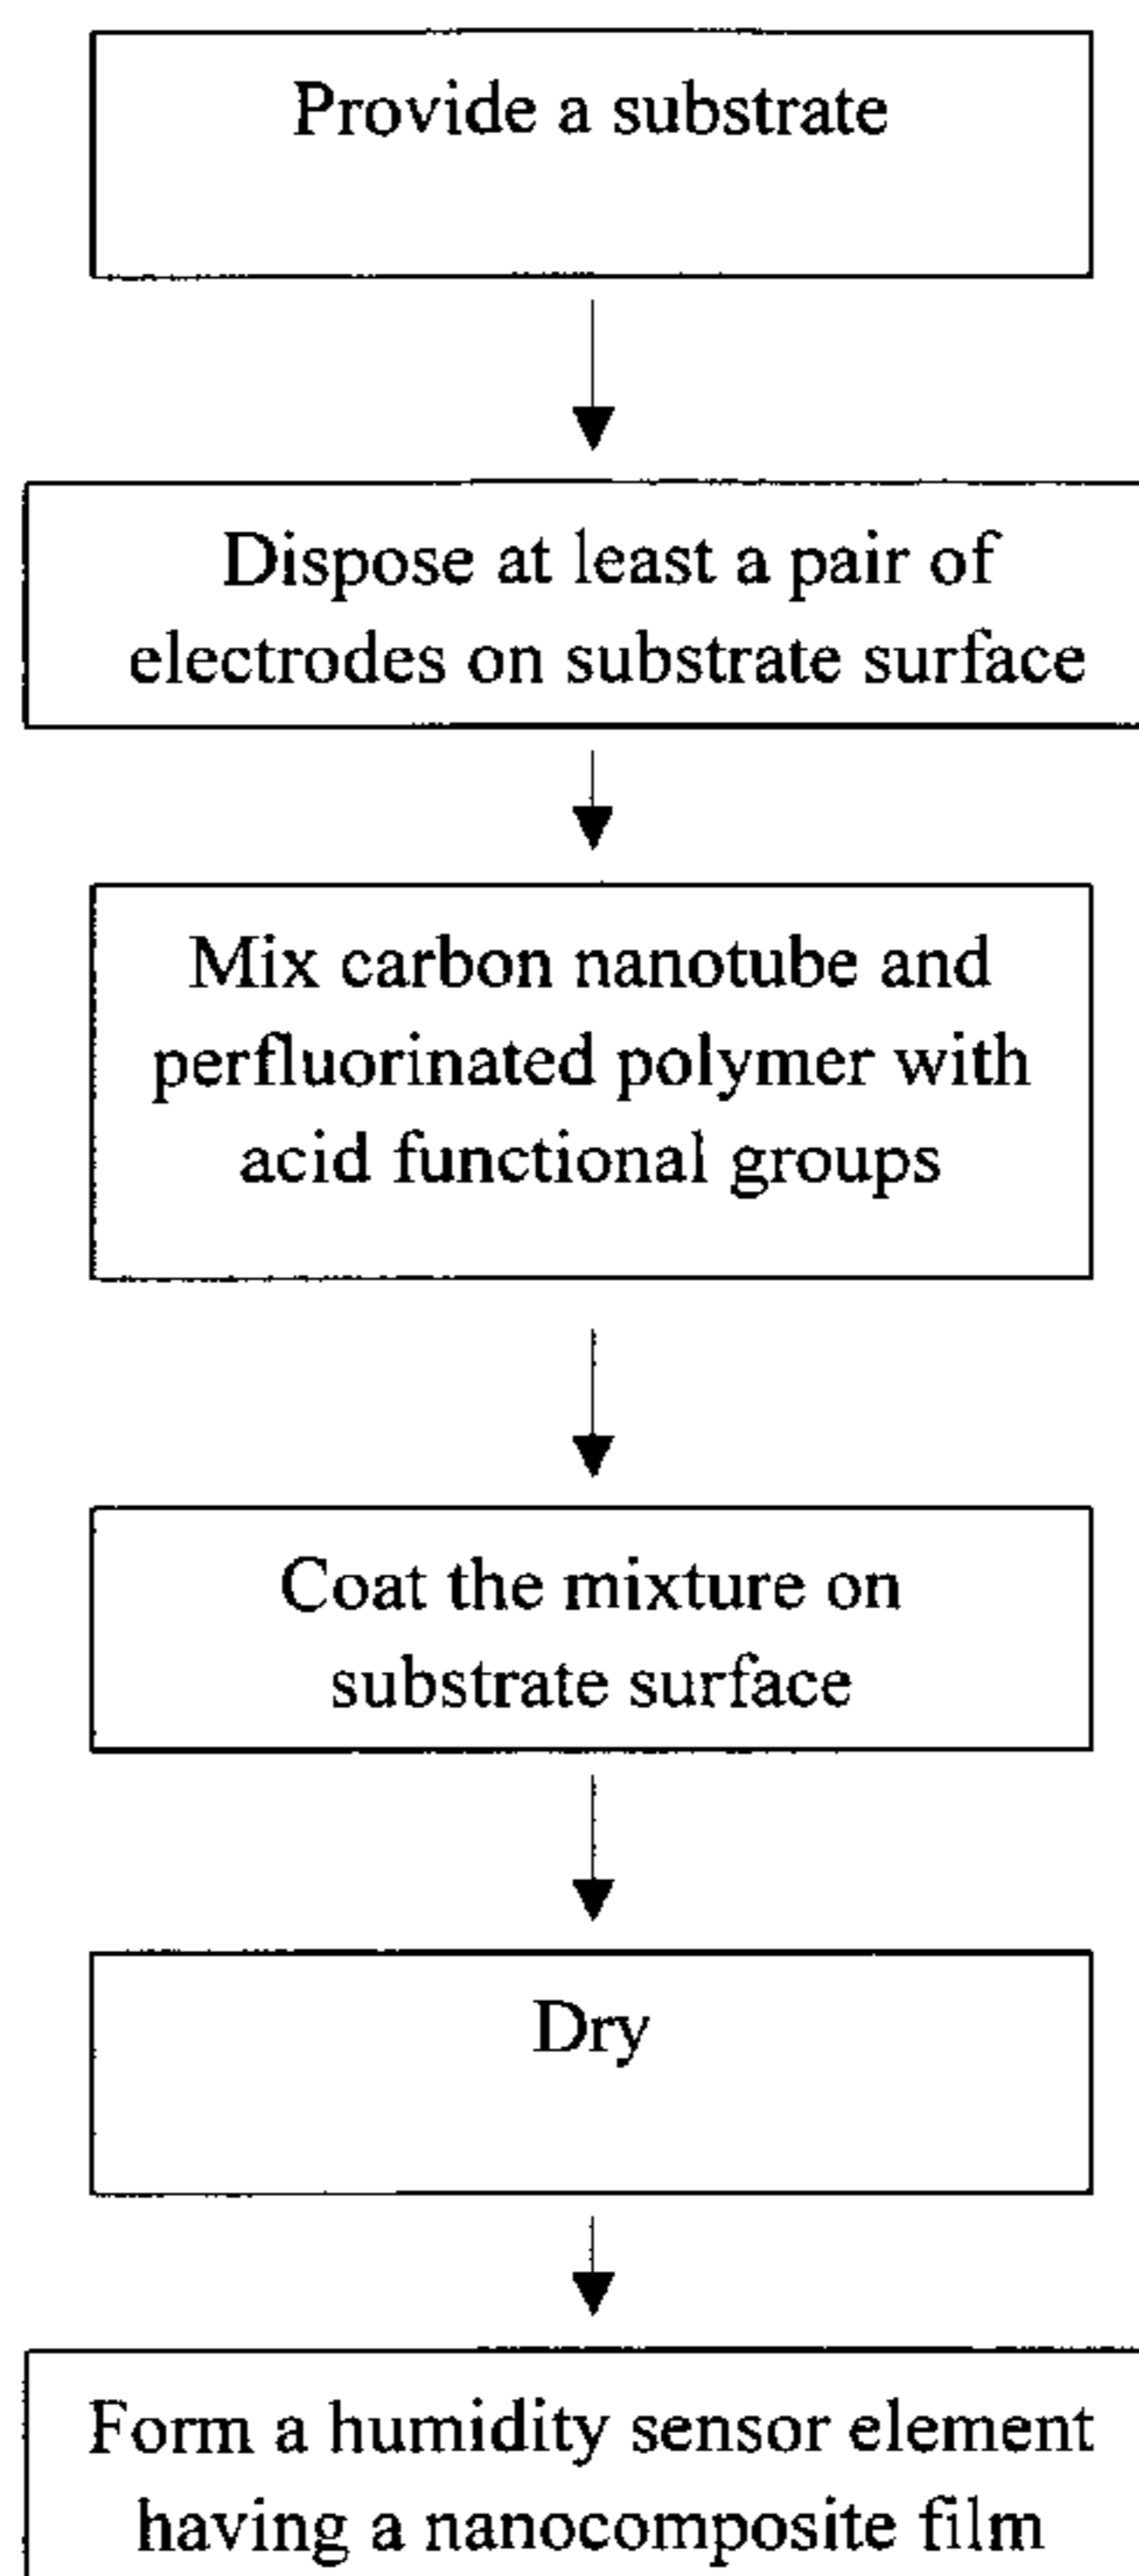 Provide a substrate
Dispose at least a pair of
electrodes on substrate surface
Mix carbon nanotube and
perfluorinated polymer with
acid functional groups
Coat the mixture on
substrate surface
Dry
Form a humidity sensor element
having a nanocomposite film